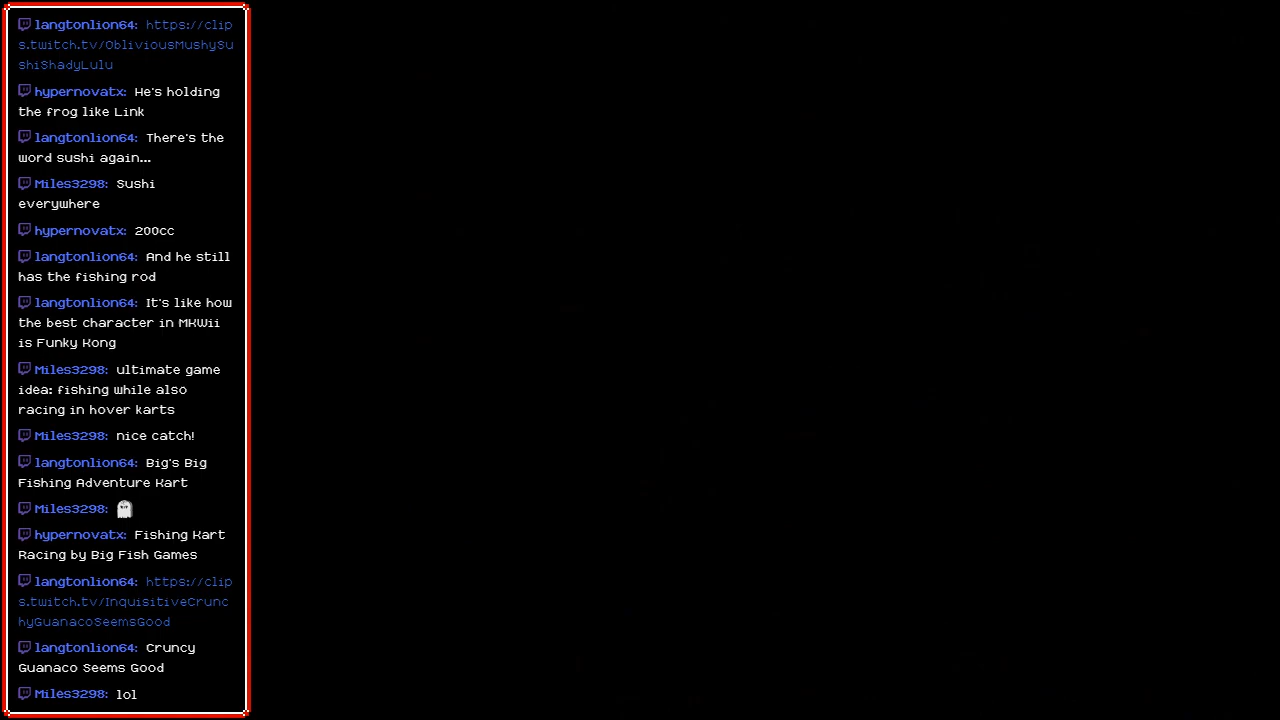 langtonlion64: https://clip
s.twitch.tv/ObliviousMushySu
shiShadyLulu
hypernovatx: He's holding
the frog like Link
langtonlion64: There's the
word sushi again...
Miles3298: Sushi
everywhere
hypernovatx: 200cc
langtonlion64: And he still
has the fishing rod
langtonlion64: It's like how
the best character in MKWii
is Funky Kong
Miles3298: ultimate game
idea: fishing while also
racing in hover karts
Miles3298: nice catch!
langtonlion64: Big's Big
Fishing Adventure Kart
Miles3298:
hypernovatx: Fishing Kart
Racing by Big Fish Games
langtonlion64: https://clip
s.twitch.tv/InquisitiveCrunc
hyGuanacoSeemsGood
langtonlion64: Cruncy
Guanaco Seems Good
Miles3298: lol